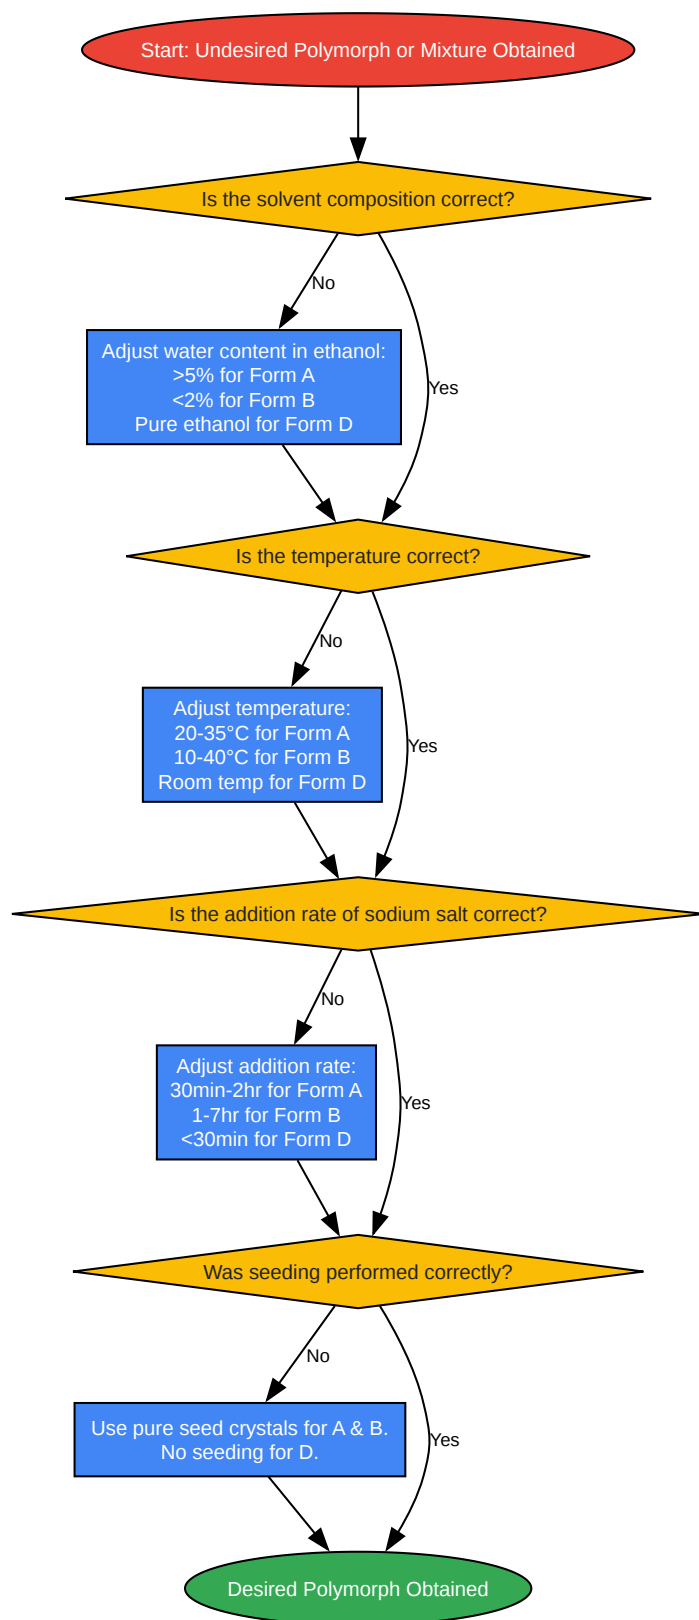 Start: Undesired Polymorph or Mixture Obtained
Is the solvent composition correct?
No
Adjust water content in ethanol:
>5% for Form A
<2% for Form B
Pure ethanol for Form D
Yes
Is the temperature correct?
No
Adjust temperature:
20-35°C for Form A
10-40°C for Form B
Room temp for Form D
Yes
Is the addition rate of sodium salt correct?
No
Adjust addition rate:
30min-2hr for Form A
1-7hr for Form B
<30min for Form D
Yes
Was seeding performed correctly?
No
Use pure seed crystals for A & B.
No seeding for D.
Yes
Desired Polymorph Obtained